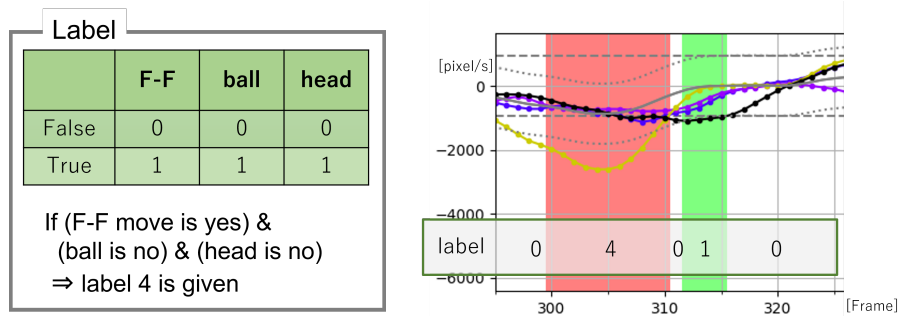 Label
F-F ball head
False 0 0 0
True 1 1 1
If (F-F move is yes) &
(ball is no) & (head is no)
⇒ label 4 is given
[pixel/s]
0
−2000
−4000
label 0 4 0 1 0
−6000
300 310 320 [Frame]